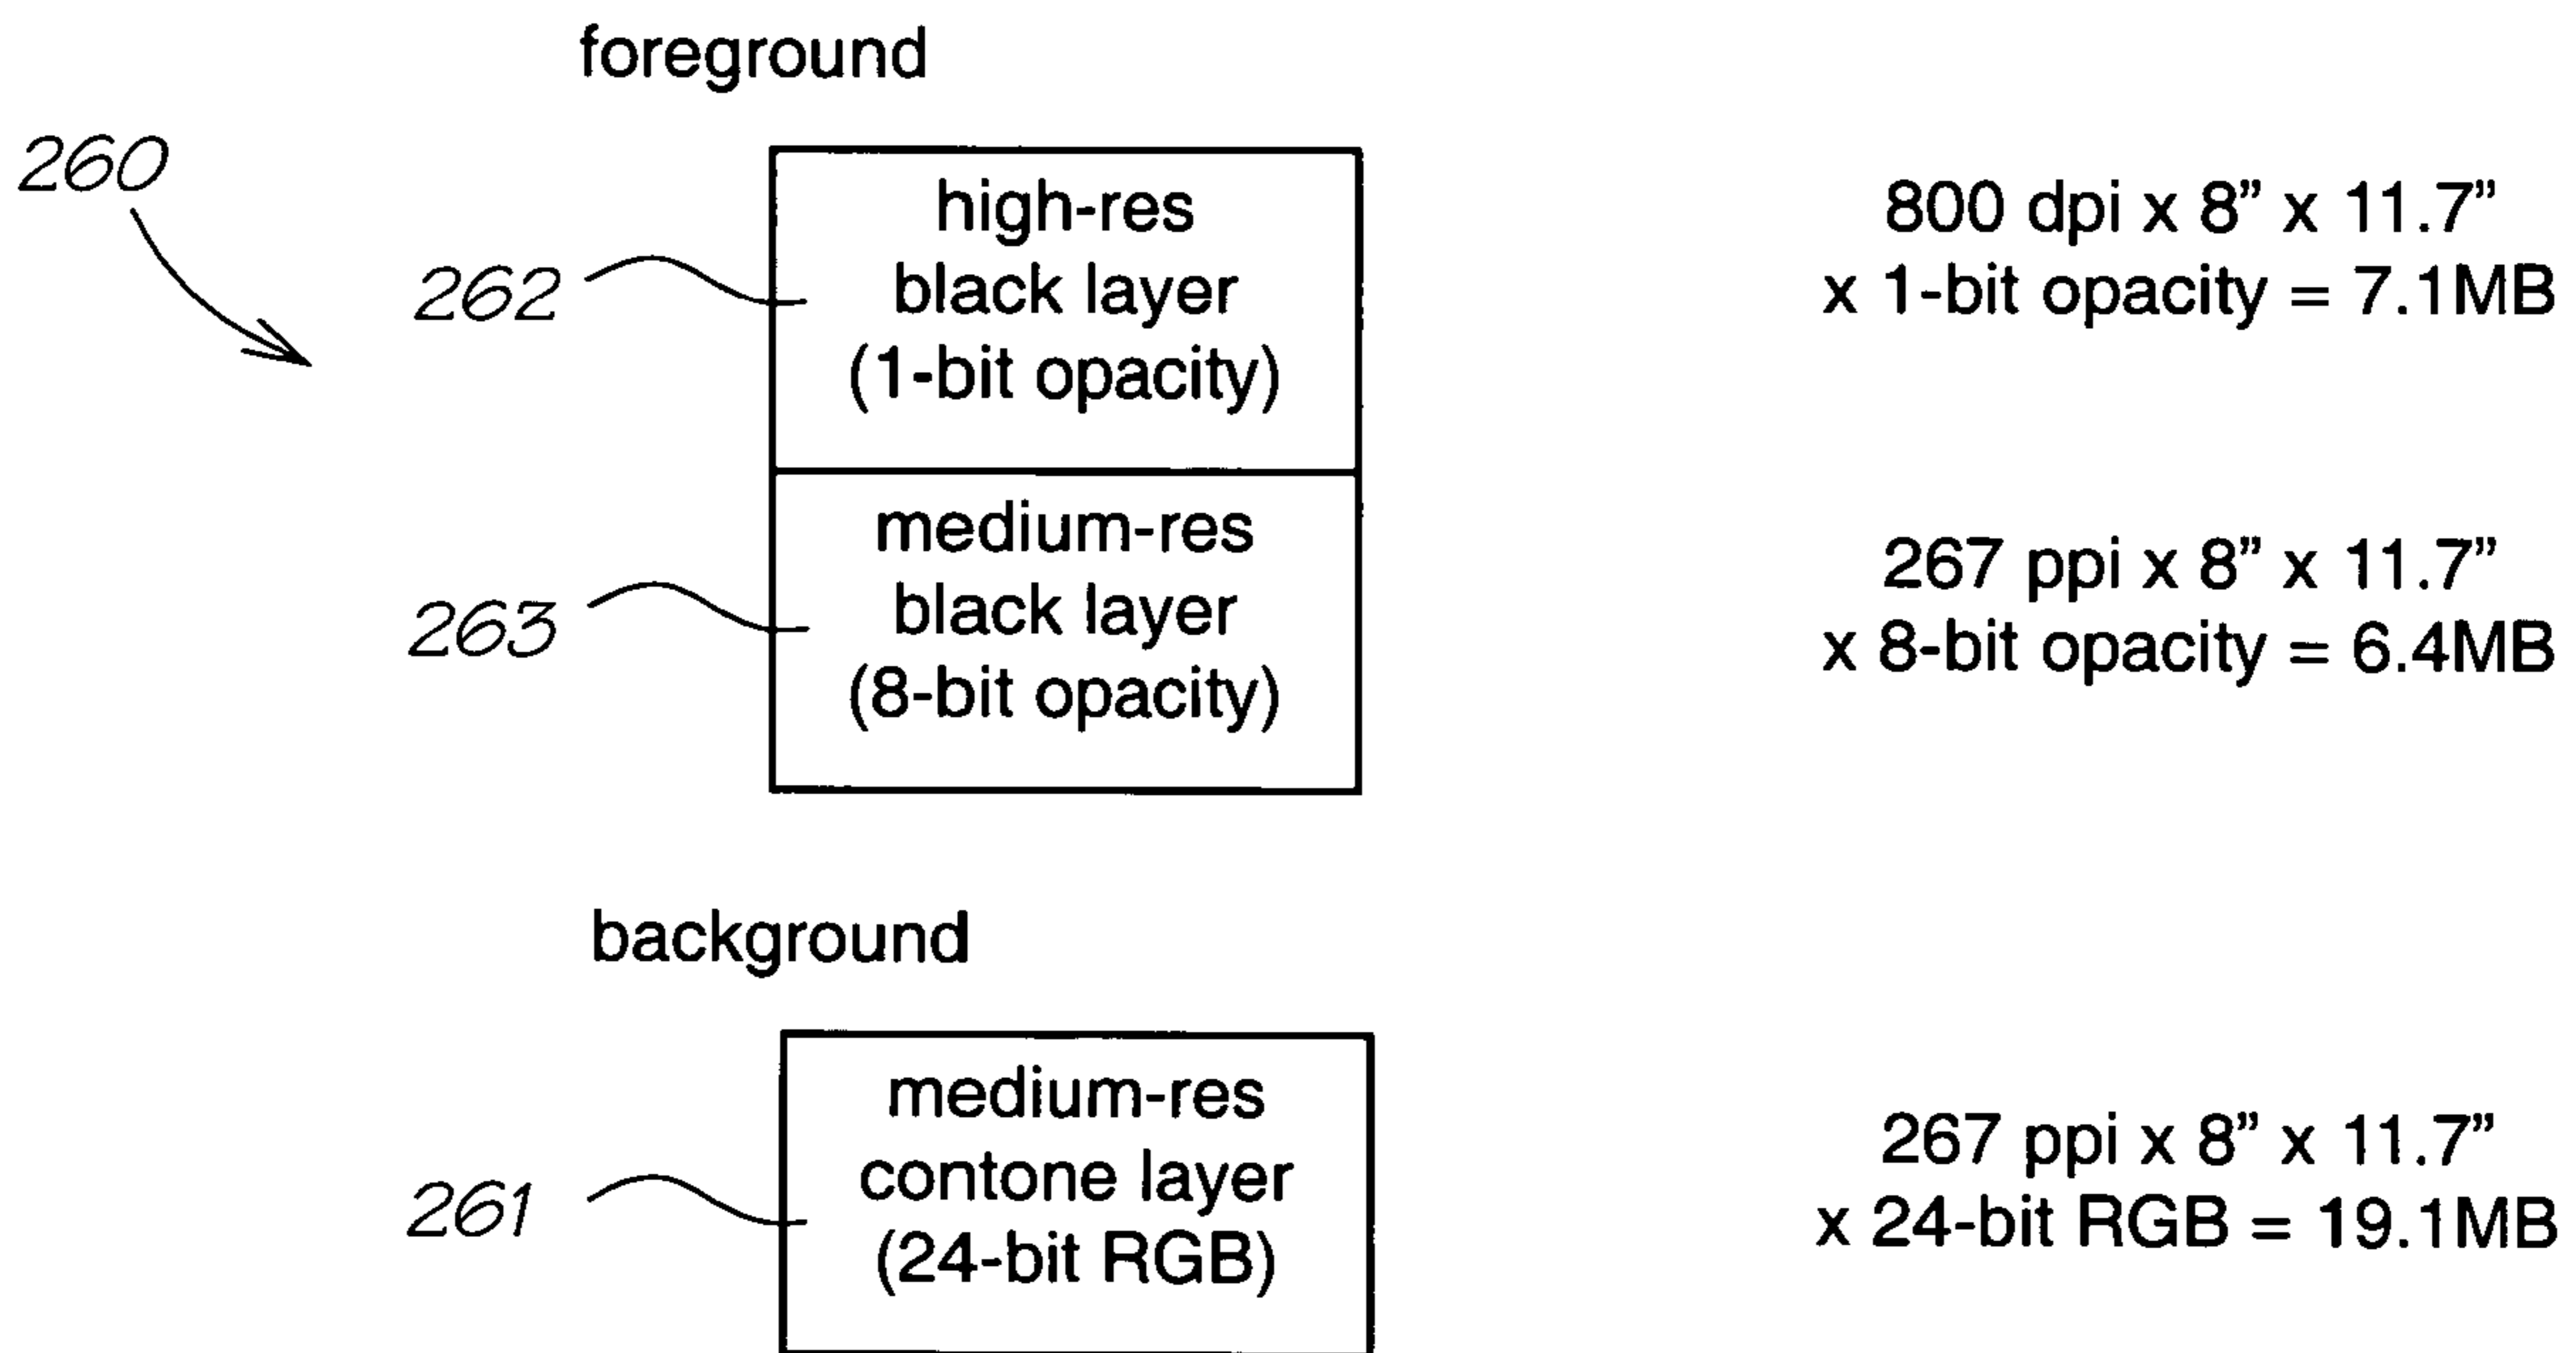 foreground
260
262
high-res
black layer
(1-bit opacity)
800 dpi x 8” x 11.7”
x 1-bit opacity = 7.1MB
263
medium-res
black layer
(8-bit opacity)
267 ppi x 8” x 11.7”
x 8-bit opacity = 6.4MB
background
261
medium-res
contone layer
(24-bit RGB)
267 ppi x 8” x 11.7”
x 24-bit RGB = 19.1MB